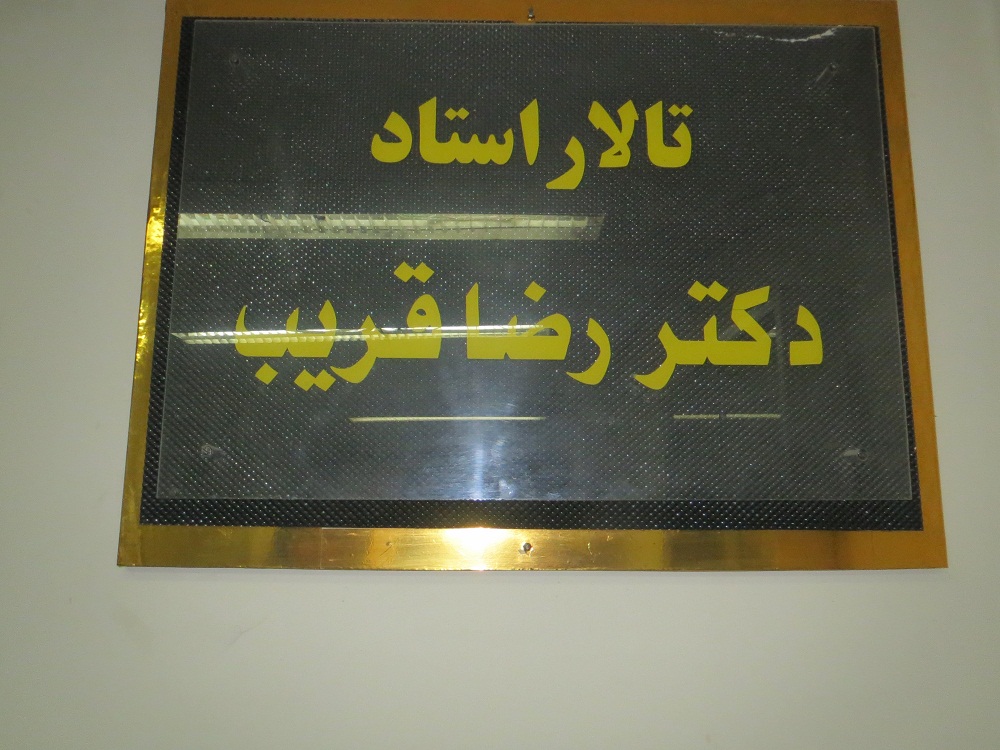 تالار استاد
دکتر رضا قریب